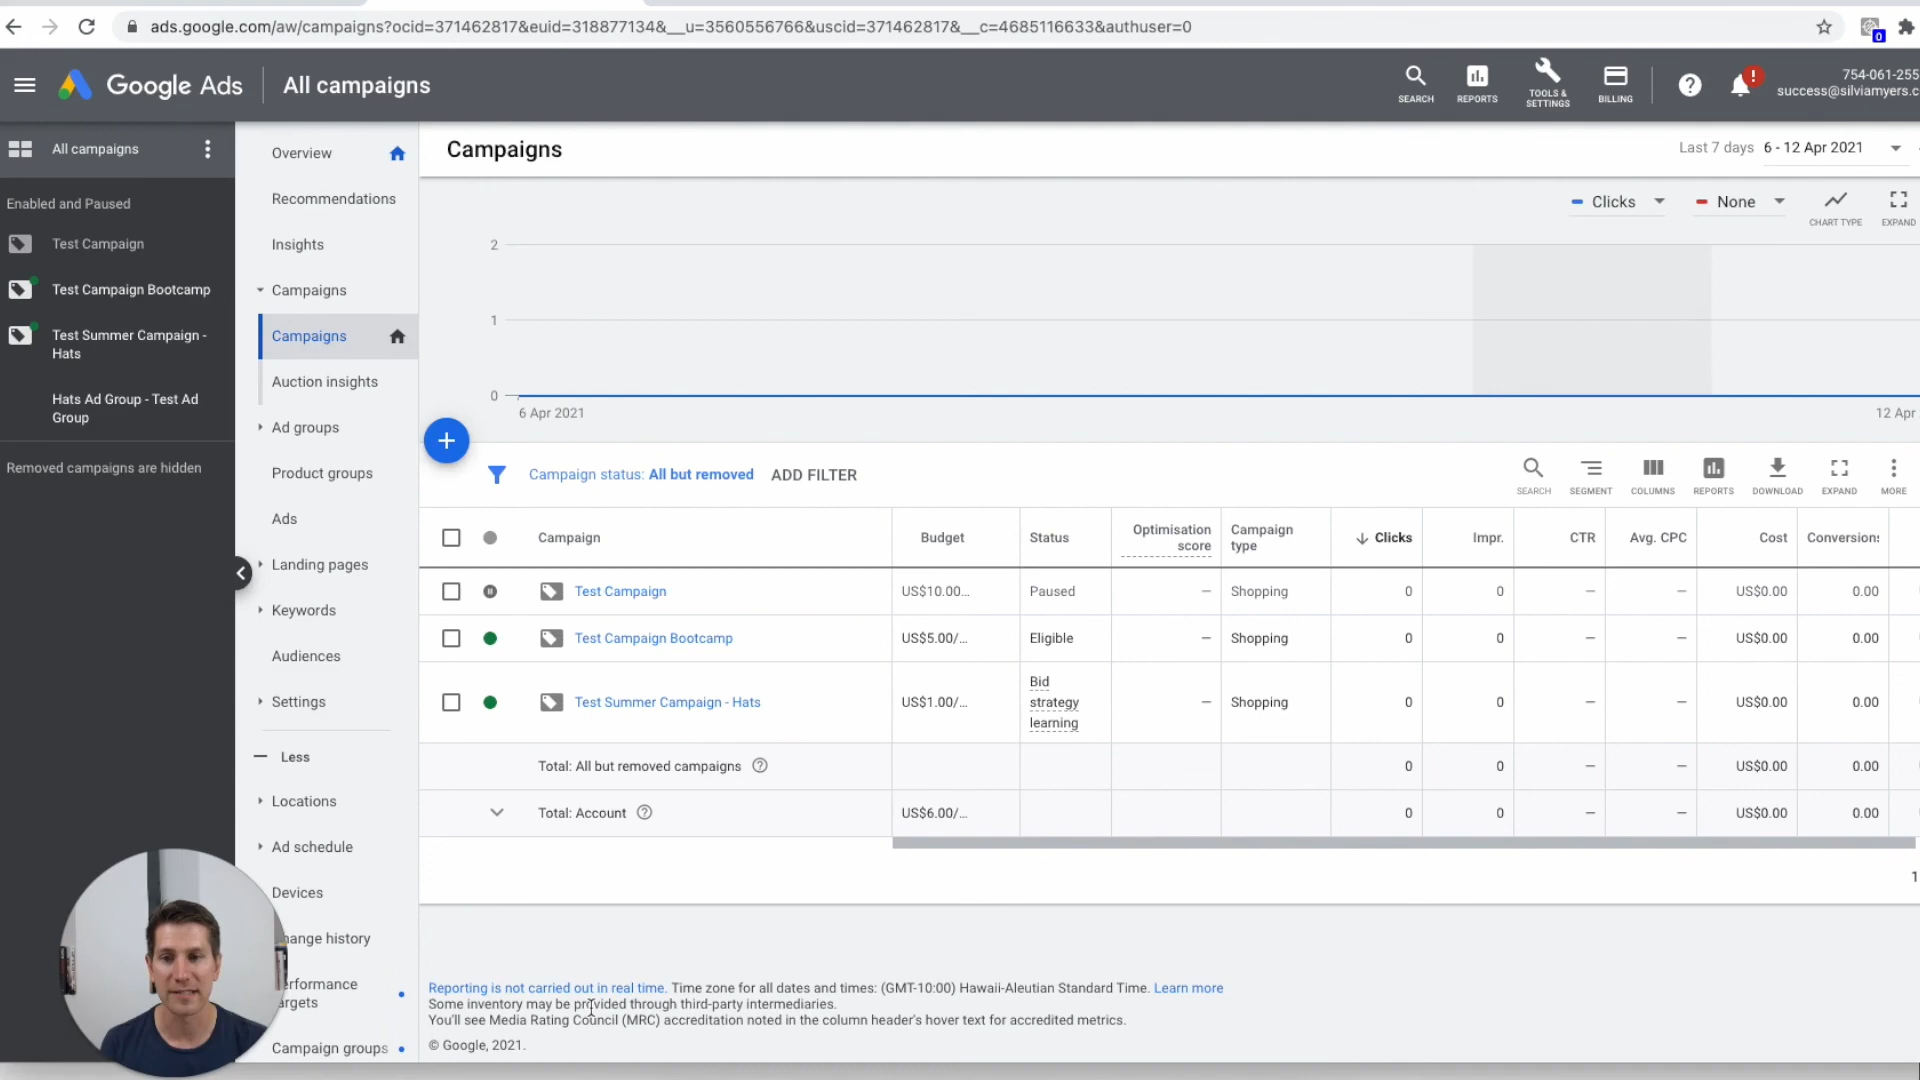 ads.google.com/aw/campaigns?ocid=371462817&euid=318877134&__u=3560556766&uscid=371462817&__c=4685116633&authuser=0
0
Google Ads
All campaigns
SEARCH
REPORTS
TOOLS & SETTINGS
BILLING
!
754-061-255
success@silviamyers.c
All campaigns
Enabled and Paused
Test Campaign
Test Campaign Bootcamp
Test Summer Campaign -
Hats
Hats Ad Group - Test Ad
Group
Removed campaigns are hidden
Overview
Recommendations
Insights
Campaigns
Campaigns
Auction insights
Ad groups
Product groups
Ads
Landing pages
Keywords
Audiences
Settings
Less
Locations
Ad schedule
Devices
hange history
erformance
argets
Campaign groups
Campaigns
Last 7 days 6 - 12 Apr 2021
Clicks
None
CHART TYPE
EXPAND
2
1
0
6 Apr 2021
12 Apr
Campaign status: All but removed
ADD FILTER
SEARCH
SEGMENT
COLUMNS
REPORTS
DOWNLOAD
EXPAND
MORE
Campaign Budget Status Optimisation score Campaign type Clicks Impr. CTR Avg. CPC Cost Conversions
Test Campaign US$10.00... Paused – Shopping 0 0 – – US$0.00 0.00
Test Campaign Bootcamp US$5.00/... Eligible – Shopping 0 0 – – US$0.00 0.00
Test Summer Campaign - Hats US$1.00/... Bid strategy learning – Shopping 0 0 – – US$0.00 0.00
Total: All but removed campaigns 0 0 – – US$0.00 0.00
Total: Account US$6.00/... 0 0 – – US$0.00 0.00
1
Reporting is not carried out in real time. Time zone for all dates and times: (GMT-10:00) Hawaii-Aleutian Standard Time. Learn more
Some inventory may be provided through third-party intermediaries.
You'll see Media Rating Council (MRC) accreditation noted in the column header's hover text for accredited metrics.
© Google, 2021.